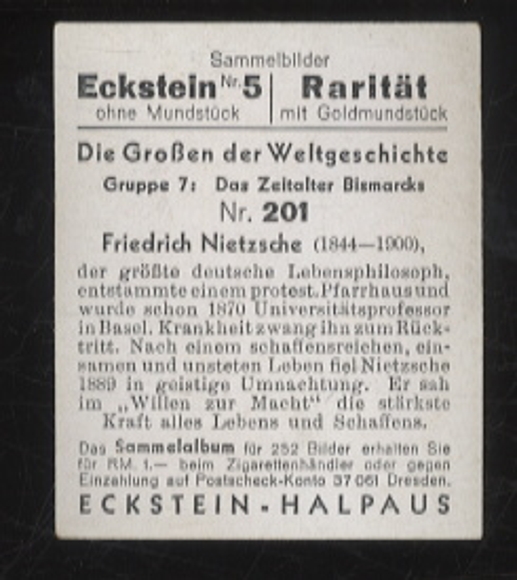 Sammelbilder
Eckstein Nr. 5 | Rarität
ohne Mundstück | mit Goldmundstück
Die Großen der Weltgeschichte
Gruppe 7: Das Zeitalter Bismarcks
Nr. 201
Friedrich Nietzsche (1844—1900),
der größte deutsche Lebensphilosoph,
entstammte einem protest. Pfarrhaus und
wurde schon 1870 Universitätsprofessor
in Basel. Krankheit zwang ihn zum Rück-
tritt. Nach einem schaffensreichen, ein-
samen und unsteten Leben fiel Nietzsche
1889 in geistige Umnachtung. Er sah
im „Willen zur Macht“ die stärkste
Kraft alles Lebens und Schaffens.
Das Sammelalbum für 252 Bilder erhalten Sie
für RM. 1.— beim Zigarettenhändler oder gegen
Einzahlung auf Postscheck-Konto 37 061 Dresden.
ECKSTEIN-HALPAUS